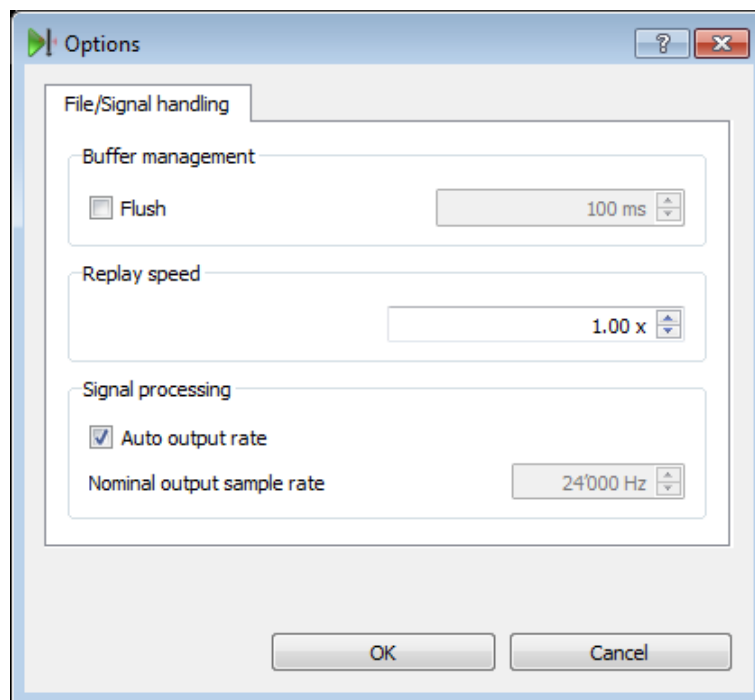 Options
File/Signal handling
Buffer management
Flush
100 ms
Replay speed
1.00 x
Signal processing
Auto output rate
Nominal output sample rate
24'000 Hz
OK
Cancel